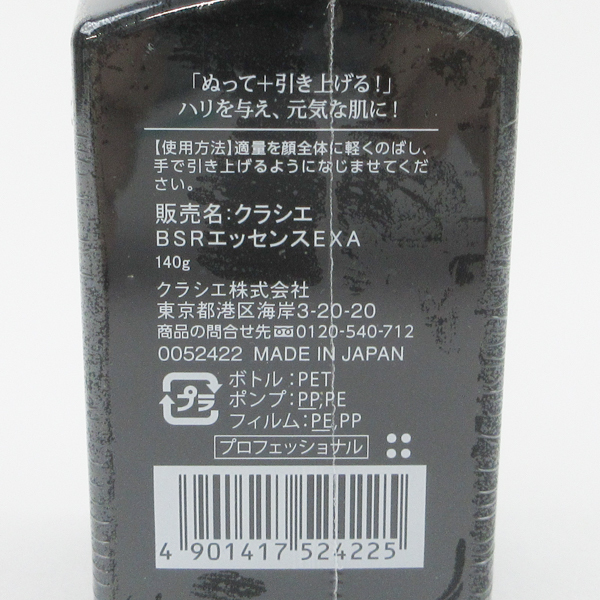 「ぬって+引き上げる!」
ハリを与え、元気な肌に!
【使用方法】適量を顔全体に軽くのばし、
手で引き上げるようになじませてくだ
さい。
販売名:クラシエ
BSRエッセンスEXA
140g
クラシエ株式会社
東京都港区海岸3-20-20
商品の問合せ先 0120-540-712
0052422 MADE IN JAPAN
プラ
ボトル:PET
ポンプ:PP,PE
フィルム:PE,PP
プロフェッショナル
4 901417 524225